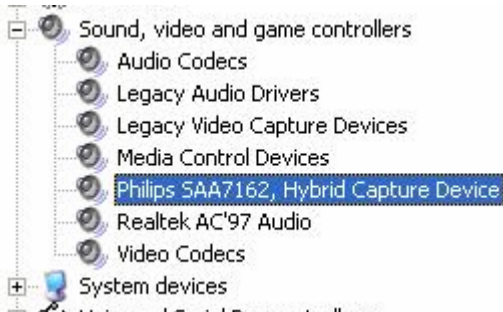 Sound, video and game controllers
Audio Codecs
Legacy Audio Drivers
Legacy Video Capture Devices
Media Control Devices
Philips SAA7162, Hybrid Capture Device
Realtek AC'97 Audio
Video Codecs
System devices